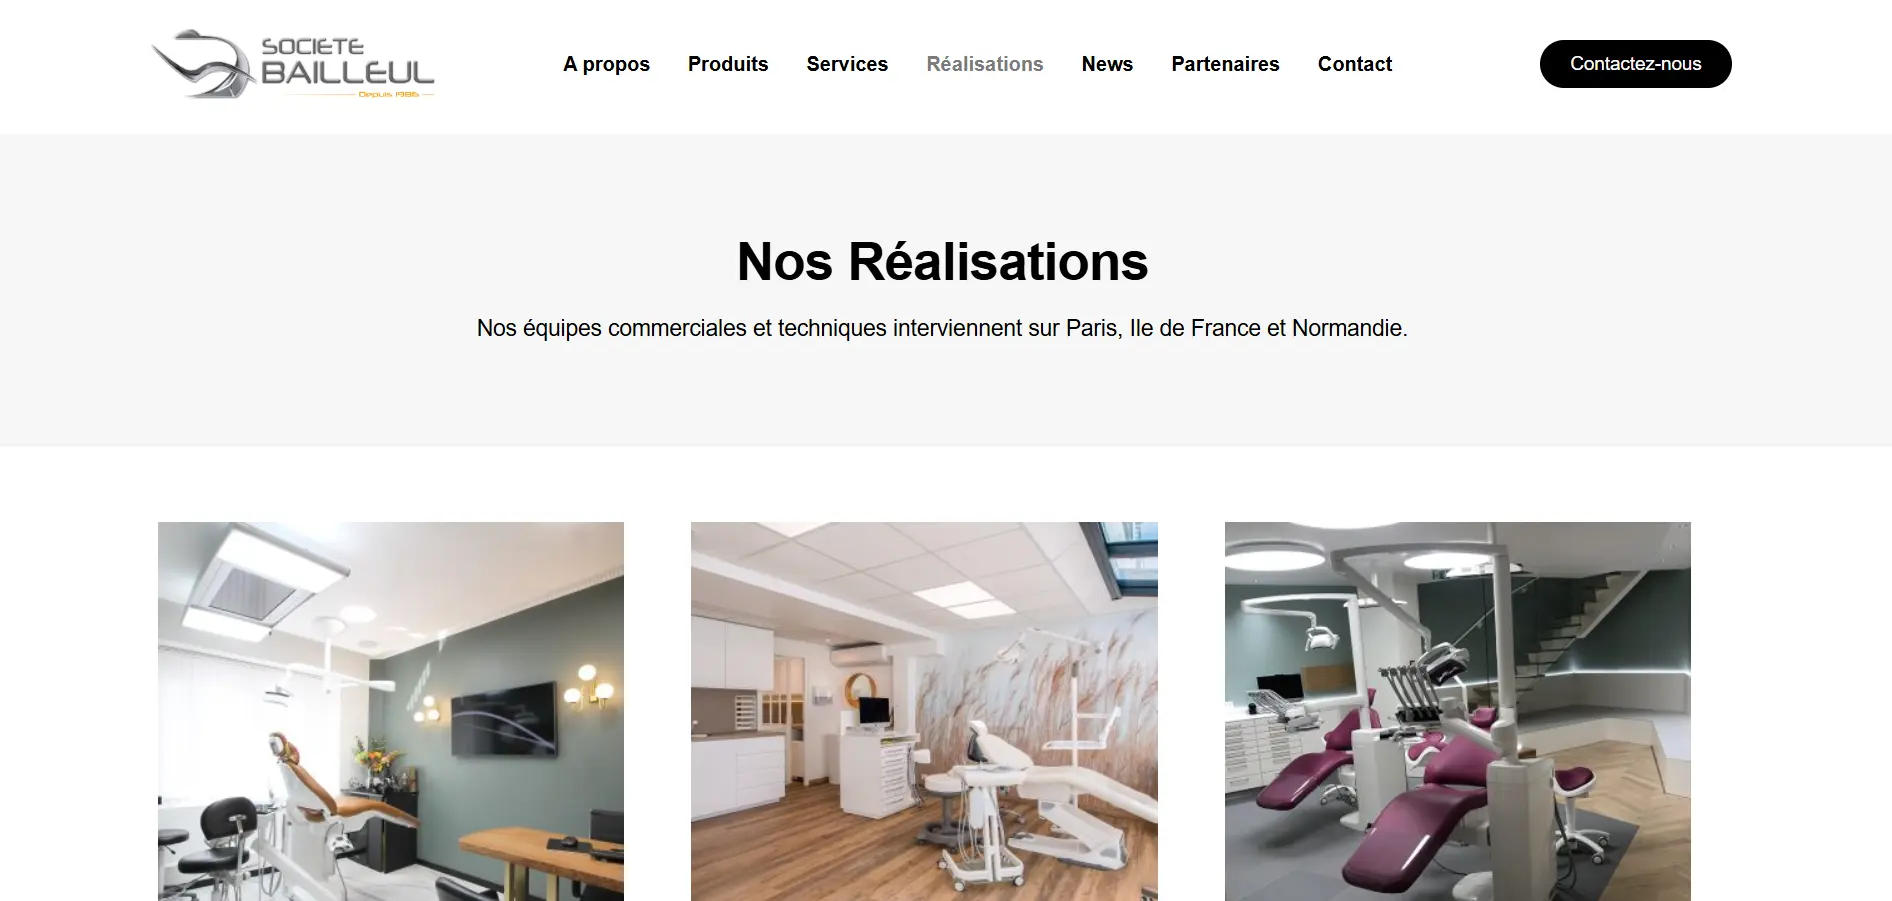 SOCIETE
BAILLEUL
Depuis 1986
A propos Produits Services Réalisations News Partenaires Contact Contactez-nous
Nos Réalisations
Nos équipes commerciales et techniques interviennent sur Paris, Ile de France et Normandie.